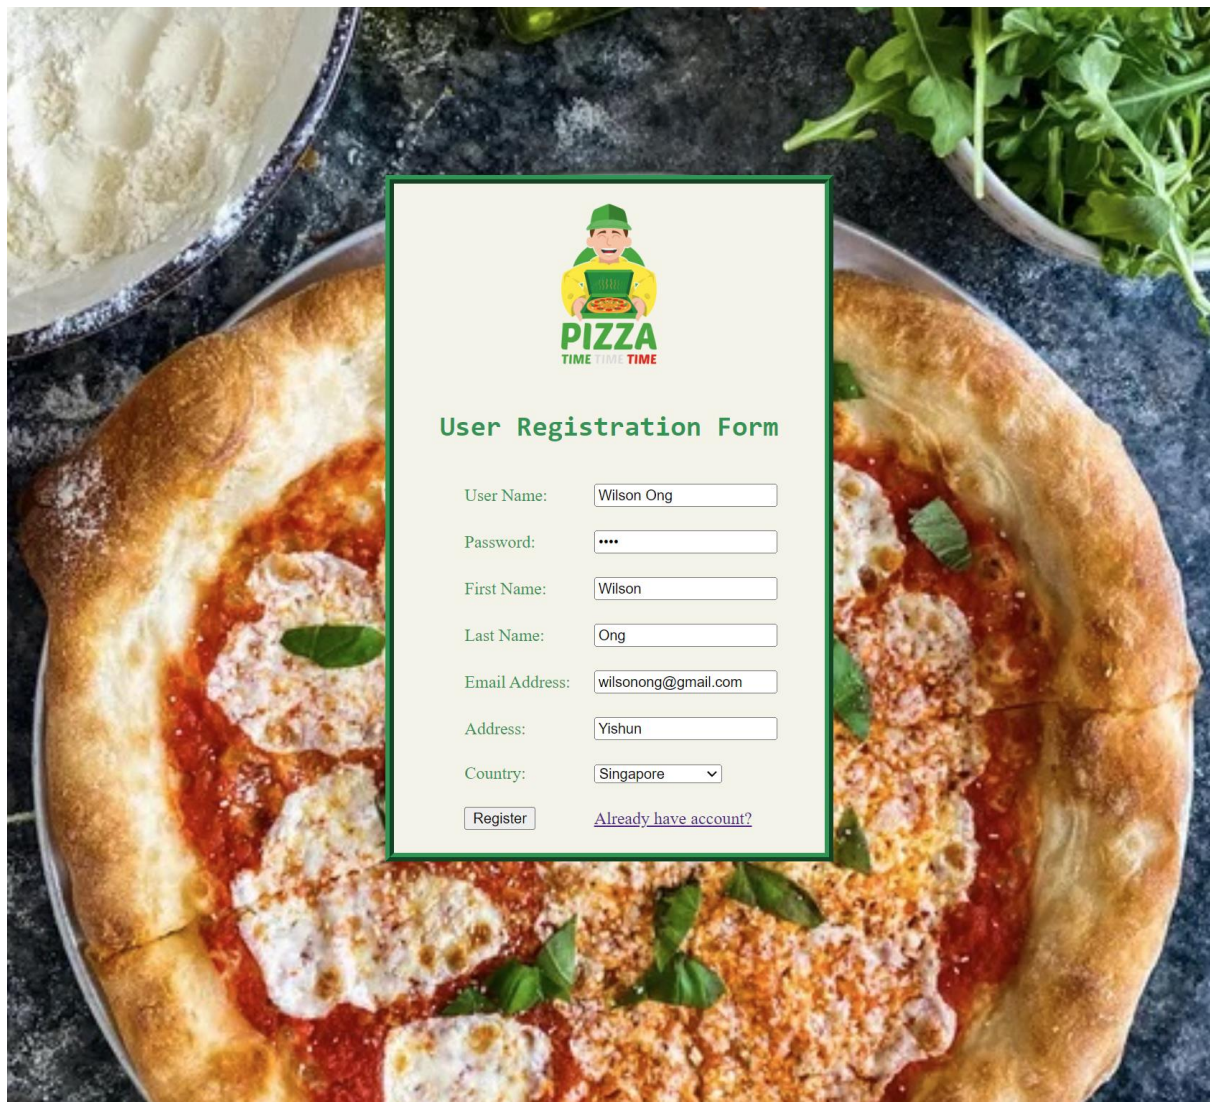 PIZZA
TIME TIME TIME
User Registration Form
User Name: Wilson Ong
Password: ••••
First Name: Wilson
Last Name: Ong
Email Address: wilsonong@gmail.com
Address: Yishun
Country: Singapore
Register Already have account?